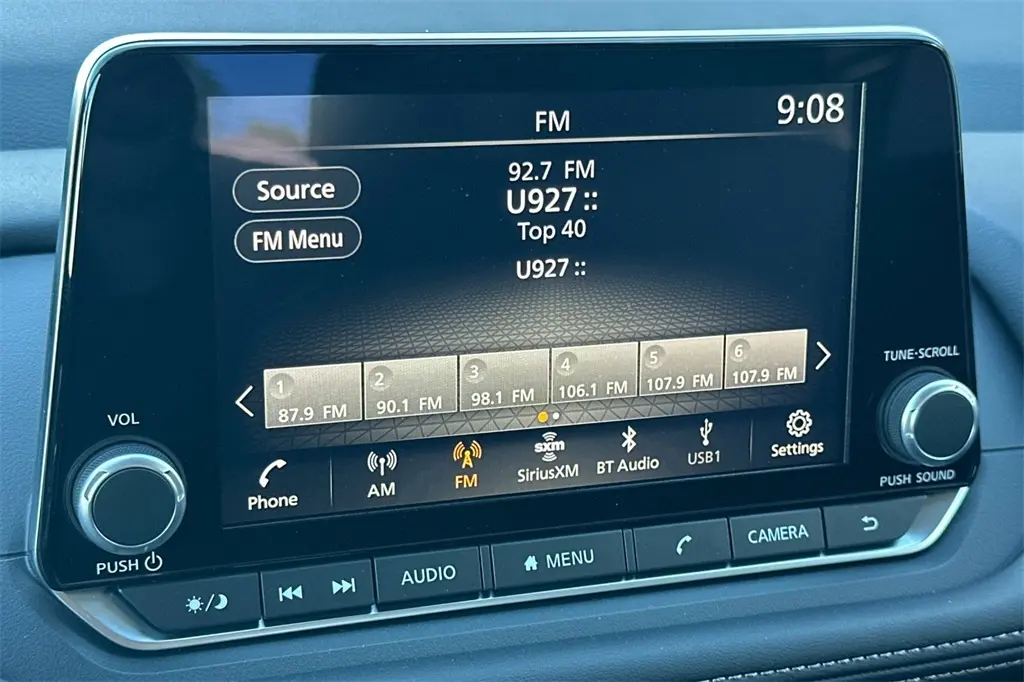 FM
9:08
Source
FM Menu
92.7 FM
U927 ::
Top 40
U927 ::
1 2 3 4 5 6
87.9 FM 90.1 FM 98.1 FM 106.1 FM 107.9 FM 107.9 FM
Phone
AM
FM
sxm
SiriusXM
BT Audio
USB1
Settings
VOL
PUSH
TUNE·SCROLL
PUSH SOUND
AUDIO
MENU
CAMERA